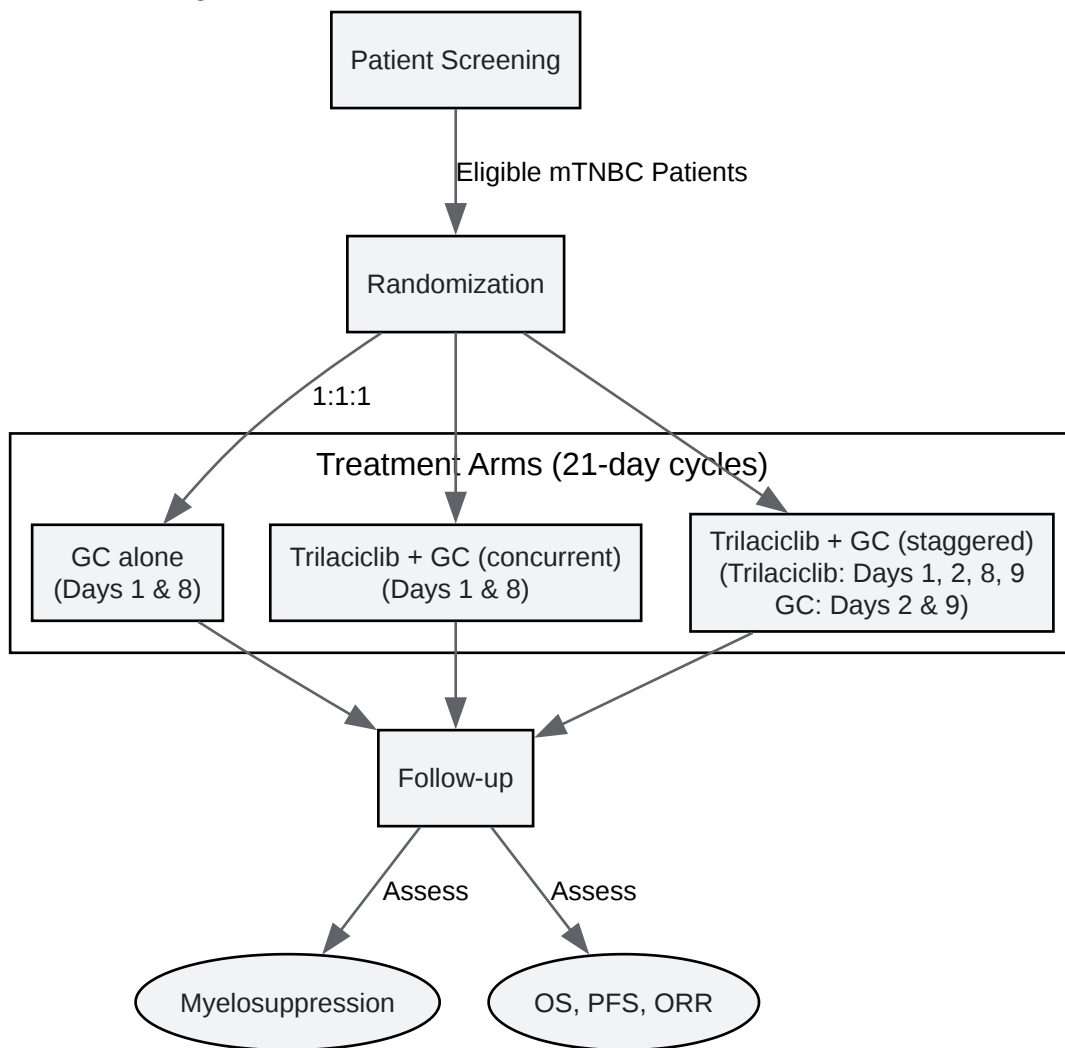 Patient Screening
Eligible mTNBC Patients
Randomization
1:1:1
Treatment Arms (21-day cycles)
GC alone
(Days 1 & 8)
Trilaciclib + GC (concurrent)
(Days 1 & 8)
Trilaciclib + GC (staggered)
(Trilaciclib: Days 1, 2, 8, 9
GC: Days 2 & 9)
Follow-up
Assess
Assess
Myelosuppression
OS, PFS, ORR